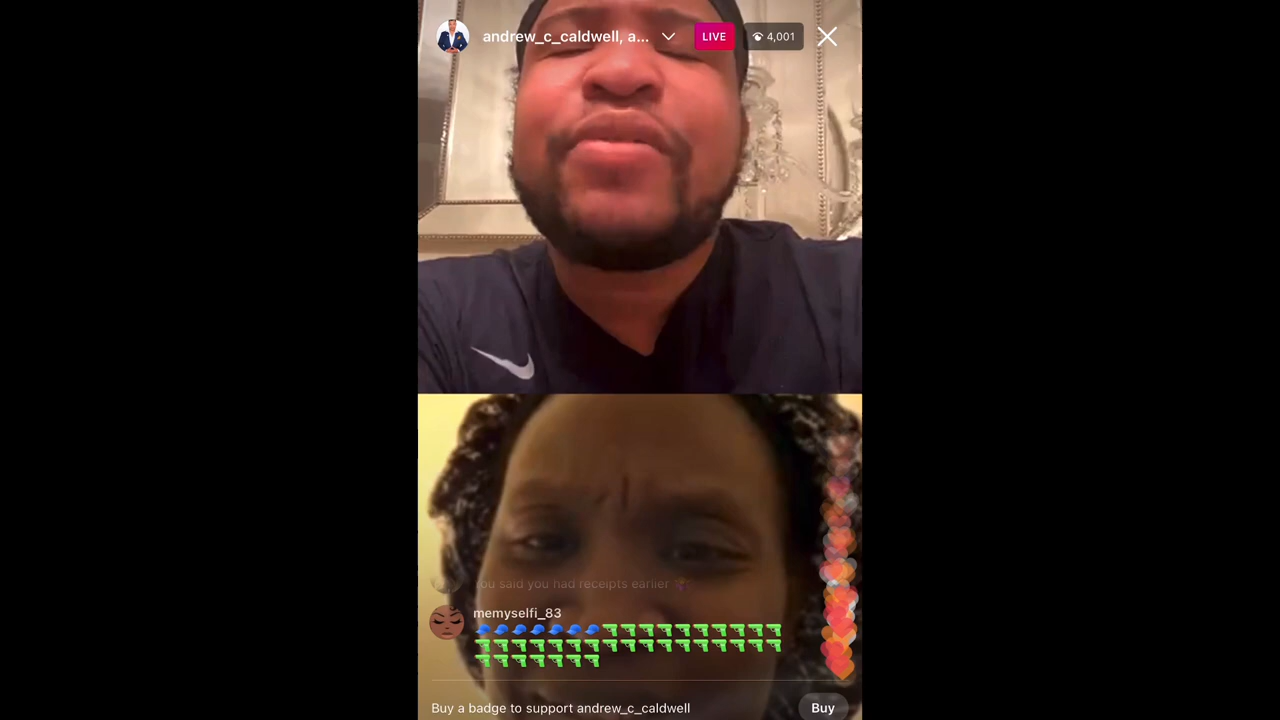 andrew_c_caldwell, a...
LIVE
4,001
You said you had receipts earlier
memyselfi_83
Buy a badge to support andrew_c_caldwell
Buy